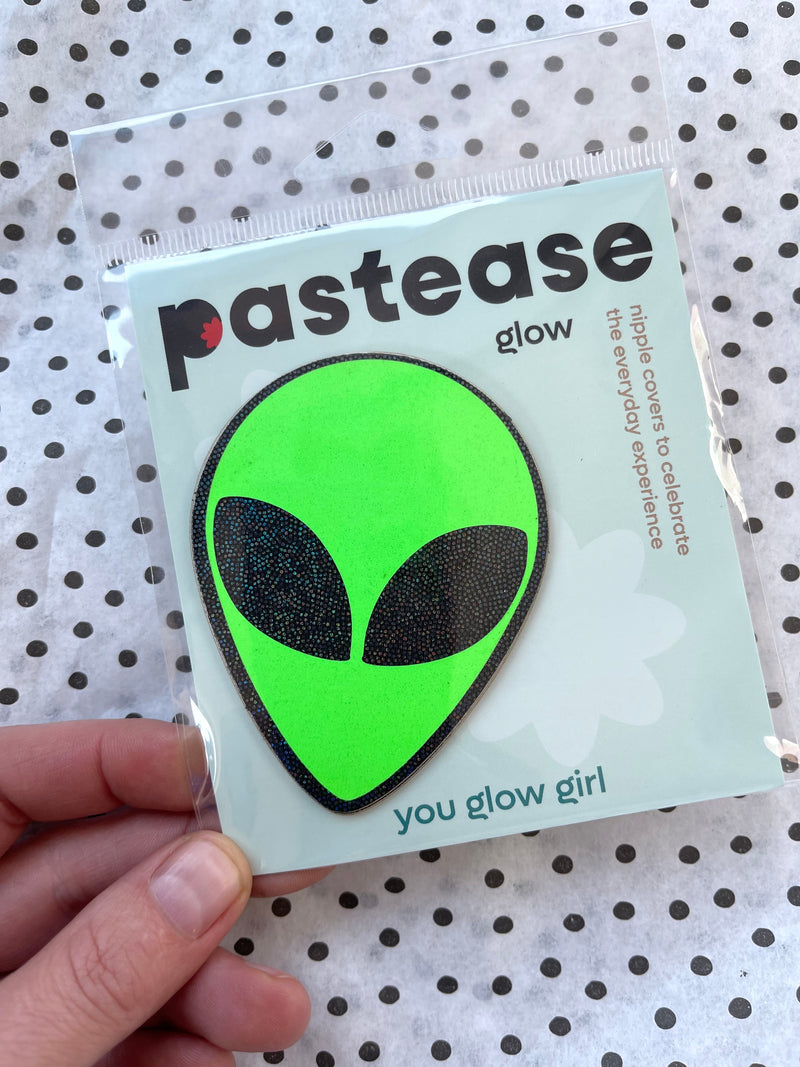 pastease
glow
nipple covers to celebrate
the everyday experience
you glow girl